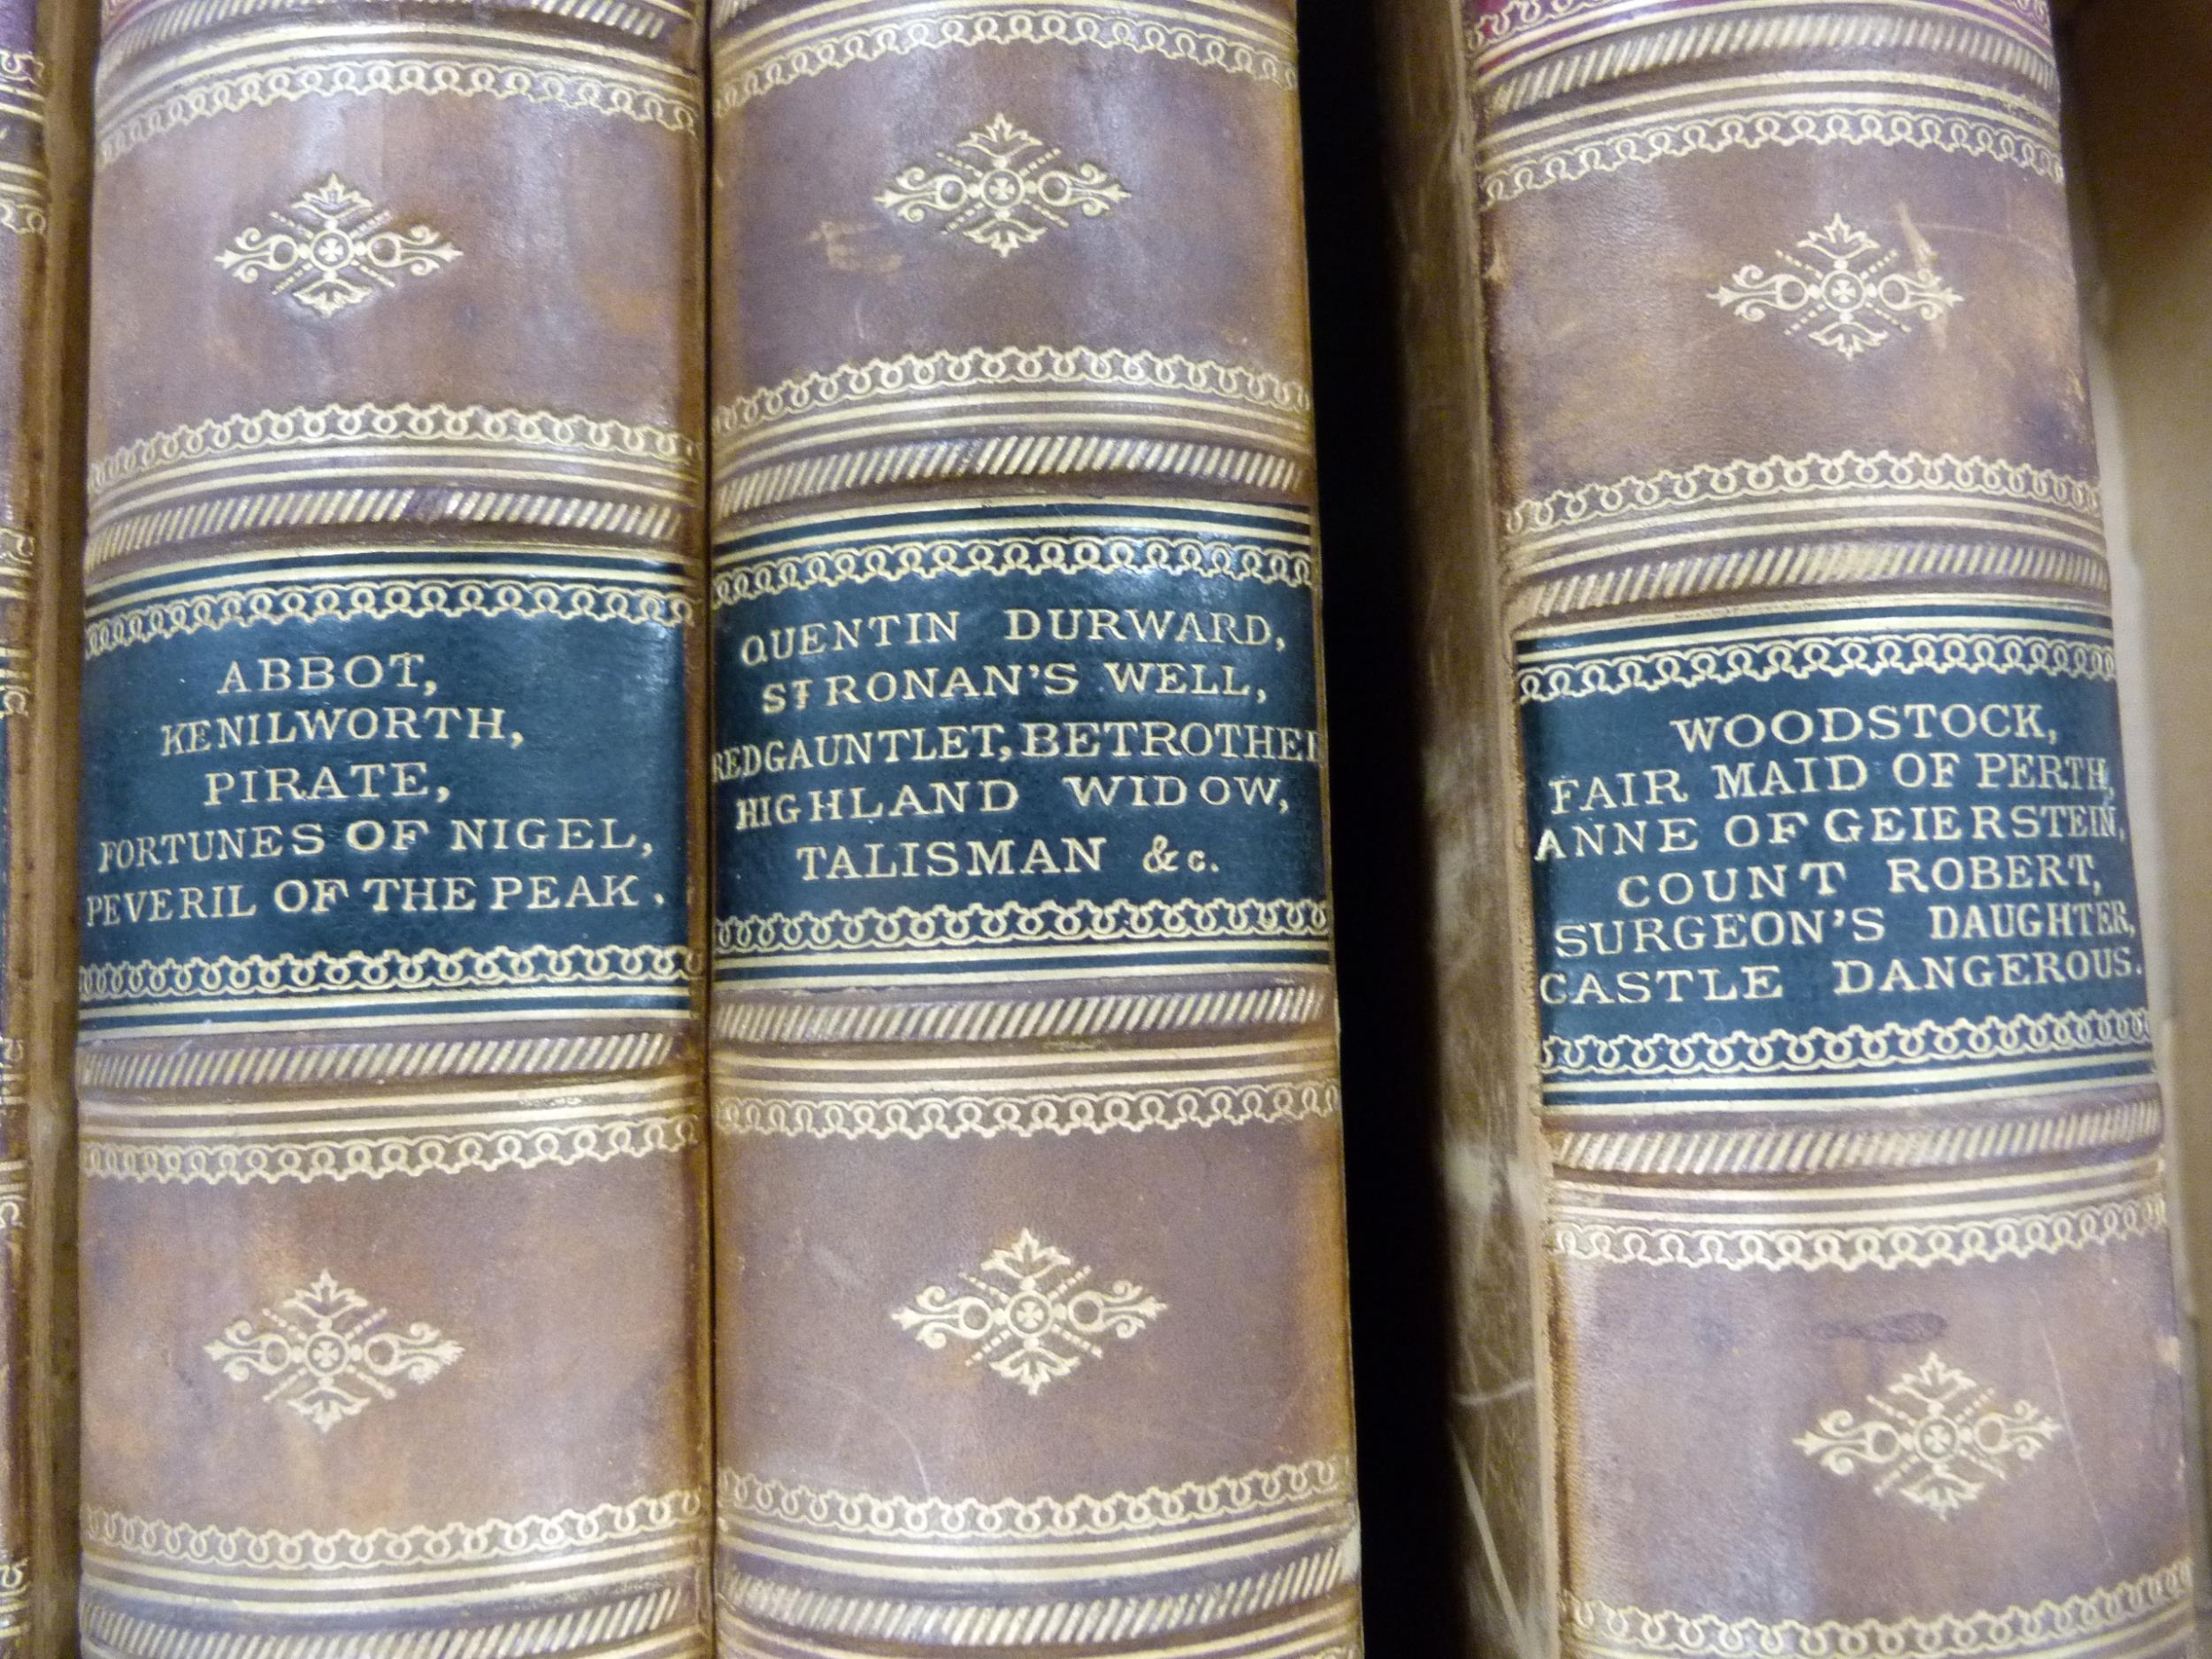 ABBOT,
KENILWORTH,
PIRATE,
FORTUNES OF NIGEL,
PEVERIL OF THE PEAK.
QUENTIN DURWARD,
ST RONAN'S WELL,
REDGAUNTLET, BETROTHED
HIGHLAND WIDOW,
TALISMAN &c.
WOODSTOCK,
FAIR MAID OF PERTH,
ANNE OF GEIERSTEIN,
COUNT ROBERT,
SURGEON'S DAUGHTER,
CASTLE DANGEROUS.